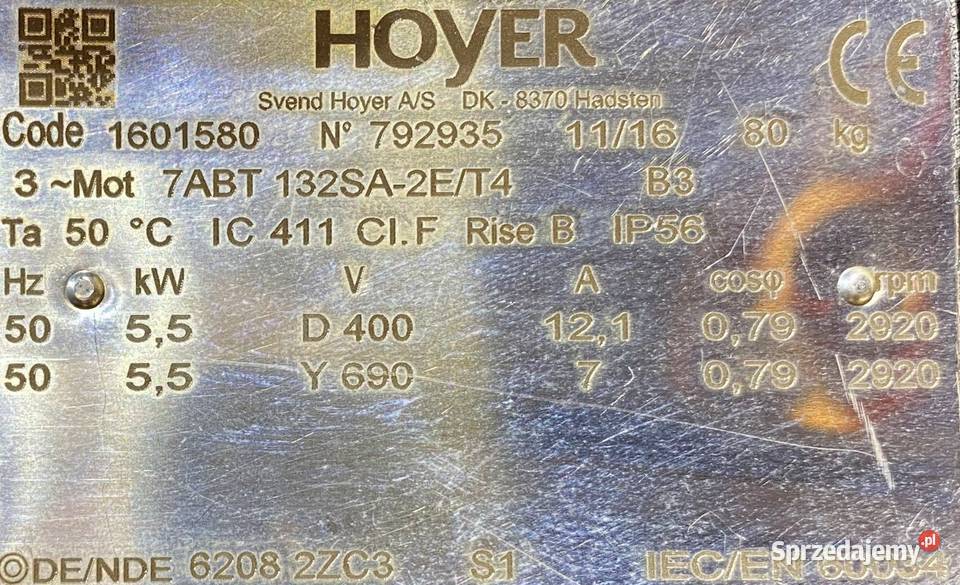 HOYER
CE
Svend Hoyer A/S DK - 8370 Hadsten
Code 1601580 Nº 792935 11/16 80 kg
3 ~Mot 7ABT 132SA-2E/T4 B3
Ta 50 °C IC 411 Cl.F Rise B IP56
Hz kW V A cosφ rpm
50 5,5 D 400 12,1 0,79 2920
50 5,5 Y 690 7 0,79 2920
DE/NDE 6208 2ZC3 S1 IEC/EN 60034
Sprzedajemy.pl